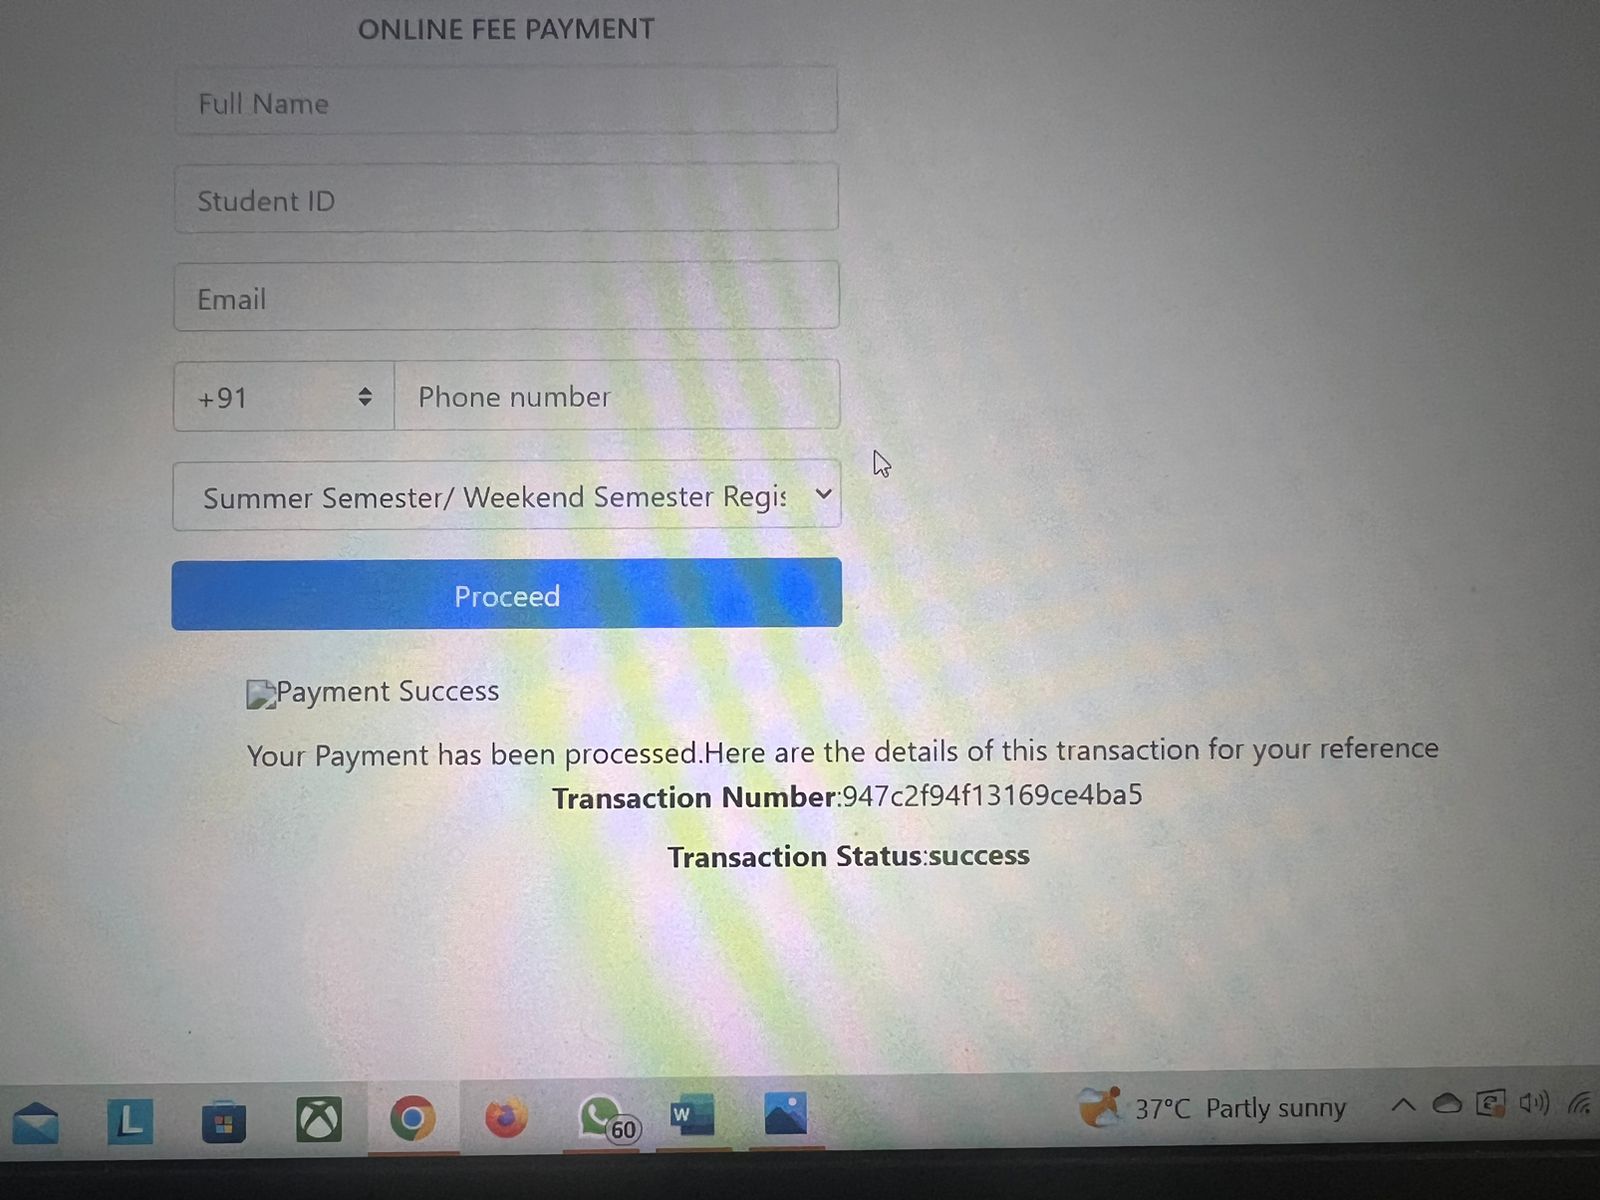 ONLINE FEE PAYMENT
Full Name
Student ID
Email
+91 Phone number
Summer Semester/ Weekend Semester Regis
Proceed
Payment Success
Your Payment has been processed.Here are the details of this transaction for your reference
Transaction Number:947c2f94f13169ce4ba5
Transaction Status:success
L
W
60
37°C Partly sunny